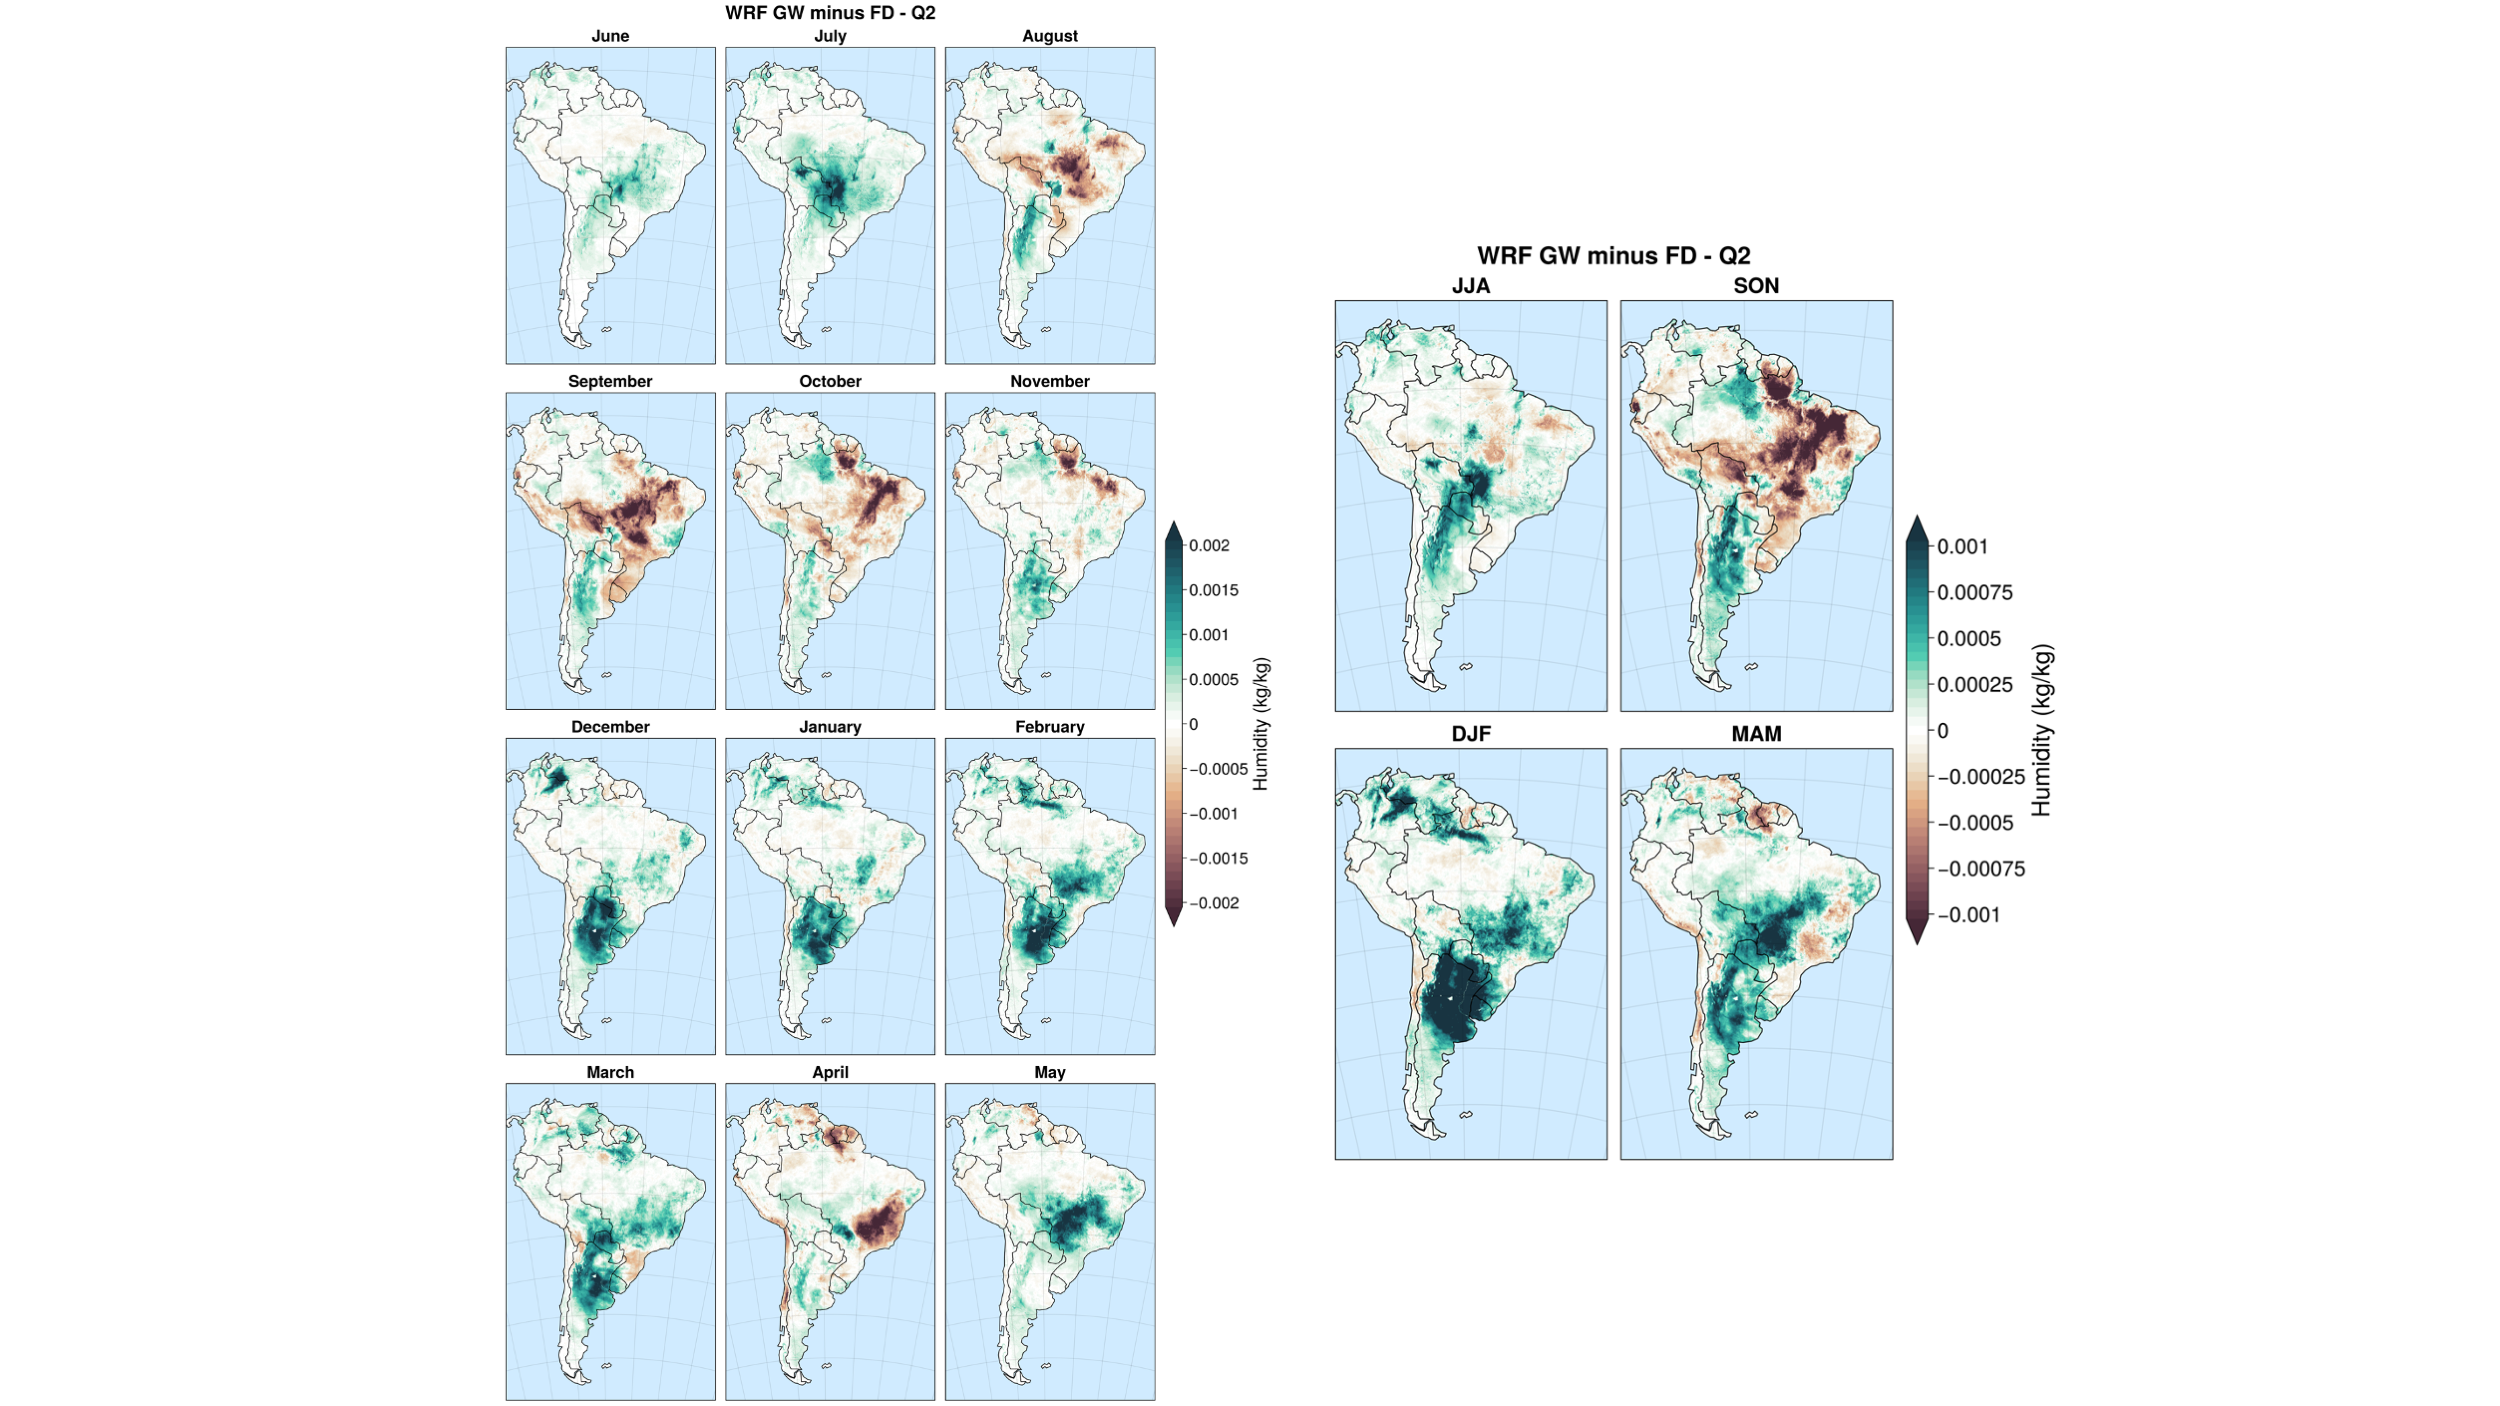 WRF GW minus FD - Q2
June July August
September October November
December January February
March April May
0.002
0.0015
0.001
0.0005
0
−0.0005
−0.001
−0.0015
−0.002
Humidity (kg/kg)
WRF GW minus FD - Q2
JJA SON
DJF MAM
0.001
0.00075
0.0005
0.00025
0
−0.00025
−0.0005
−0.00075
−0.001
Humidity (kg/kg)